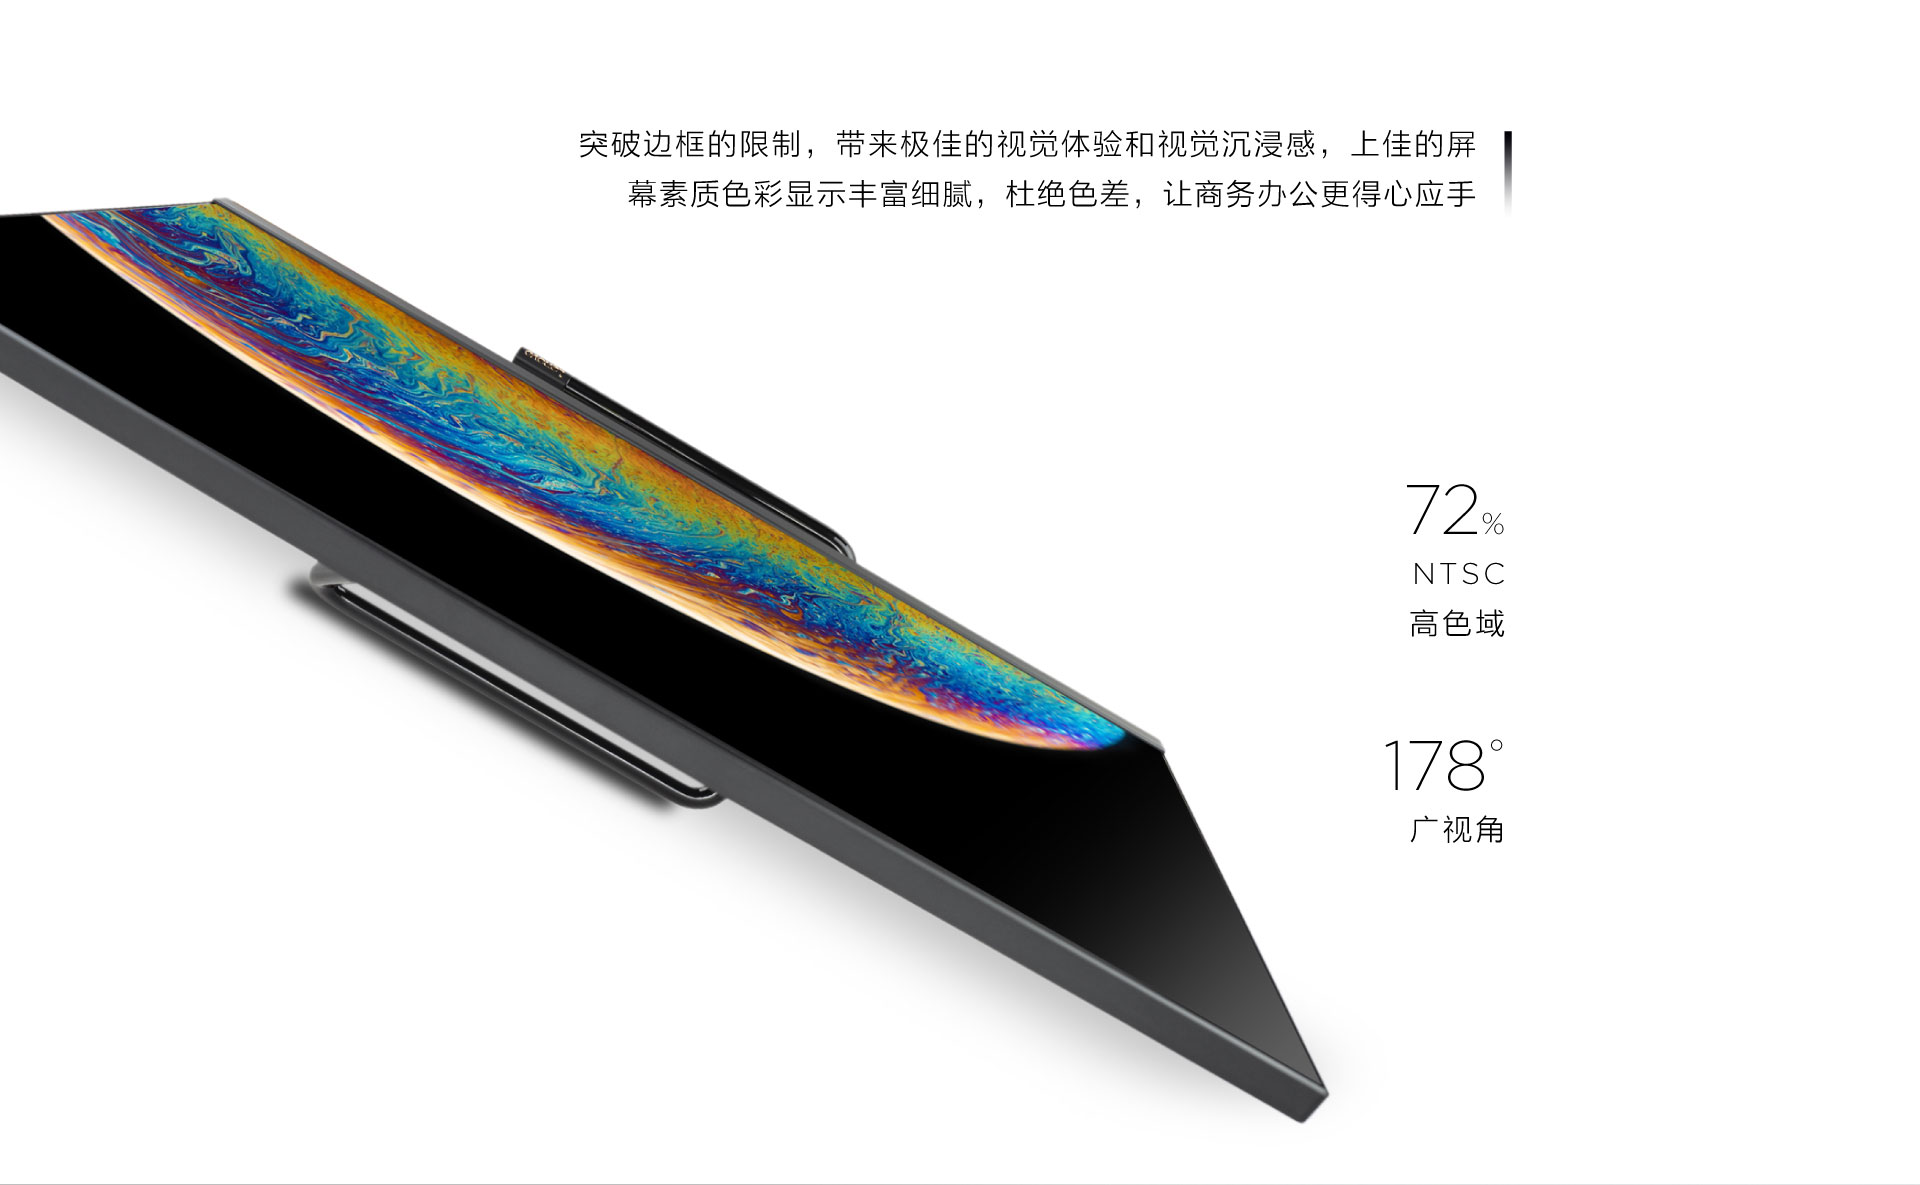 突破边框的限制，带来极佳的视觉体验和视觉沉浸感，上佳的屏
幕素质色彩显示丰富细腻，杜绝色差，让商务办公更得心应手
72%
NTSC
高色域
178°
广视角